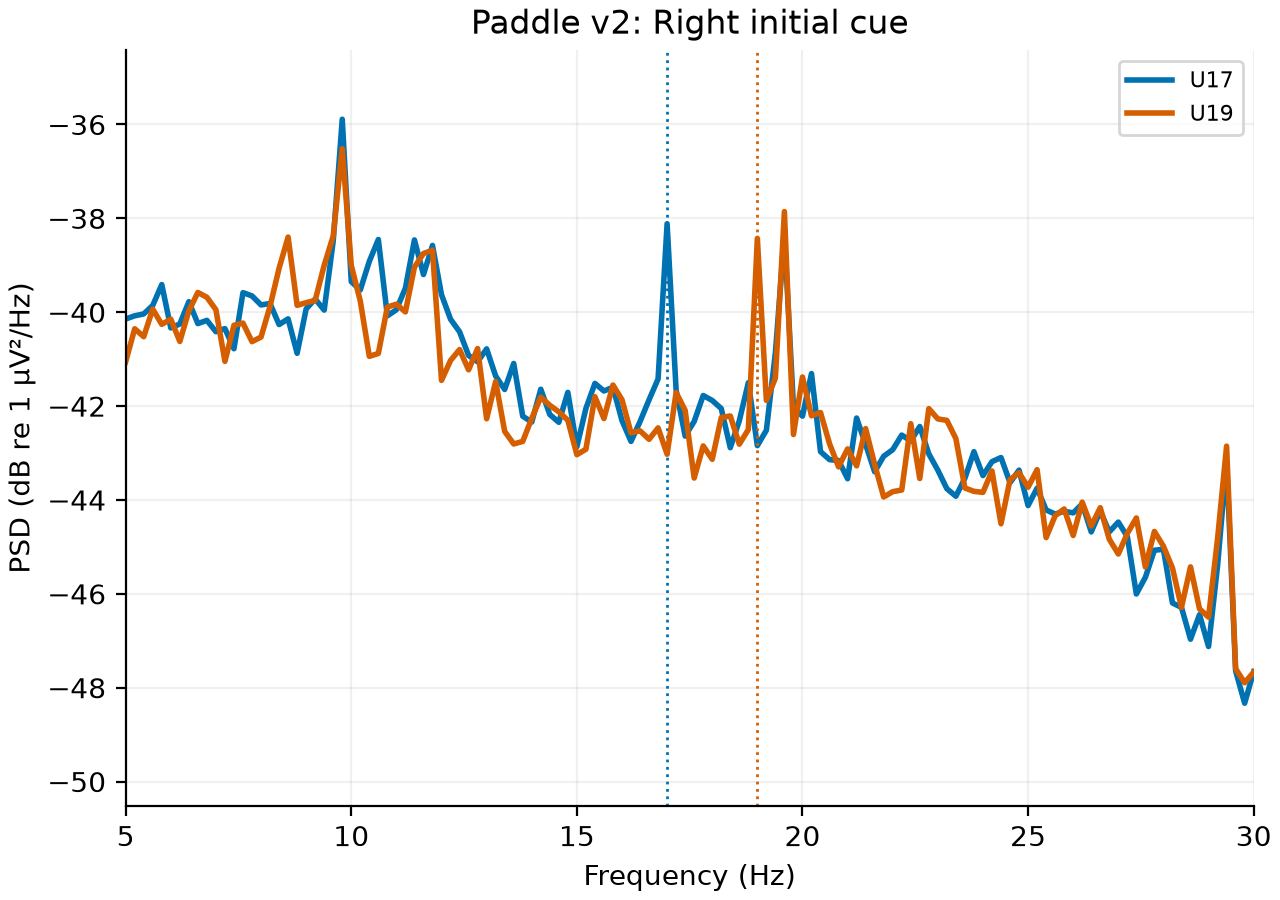 Paddle v2: Right initial cue
U17
U19
PSD (dB re 1 µV²/Hz)
−36
−38
−40
−42
−44
−46
−48
−50
5
10
15
20
25
30
Frequency (Hz)